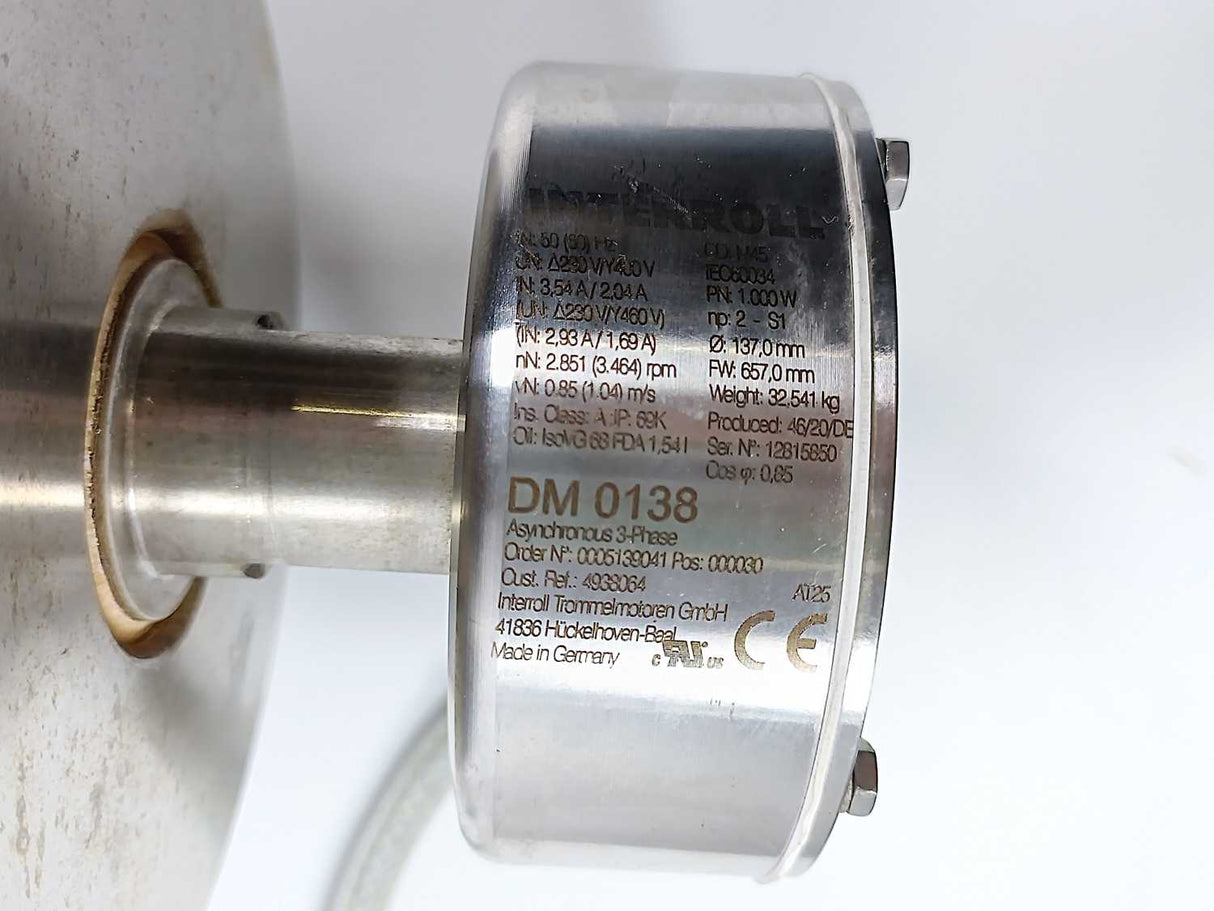 INTERROLL
fN: 50 (60) Hz
UN: Δ230 V/Y400 V
IN: 3,54 A / 2,04 A
(UN: Δ230 V/Y460 V)
(IN: 2,93 A / 1,69 A)
nN: 2.851 (3.464) rpm
vN: 0.85 (1.04) m/s
Ins. Class: A IP: 69K
Oil: IsoVG 68 FDA 1,54 l
IEC60034
PN: 1.000 W
np: 2 - S1
Ø: 137,0 mm
FW: 657,0 mm
Weight: 32,541 kg
Produced: 46/20/DE
Ser. N°: 12815850
Cos φ: 0,85
DM 0138
Asynchronous 3-Phase
Order N°: 0005139041 Pos: 000030
Cust. Ref.: 4938064
AT25
Interroll Trommelmotoren GmbH
41836 Hückelhoven-Baal
Made in Germany
c US
CE